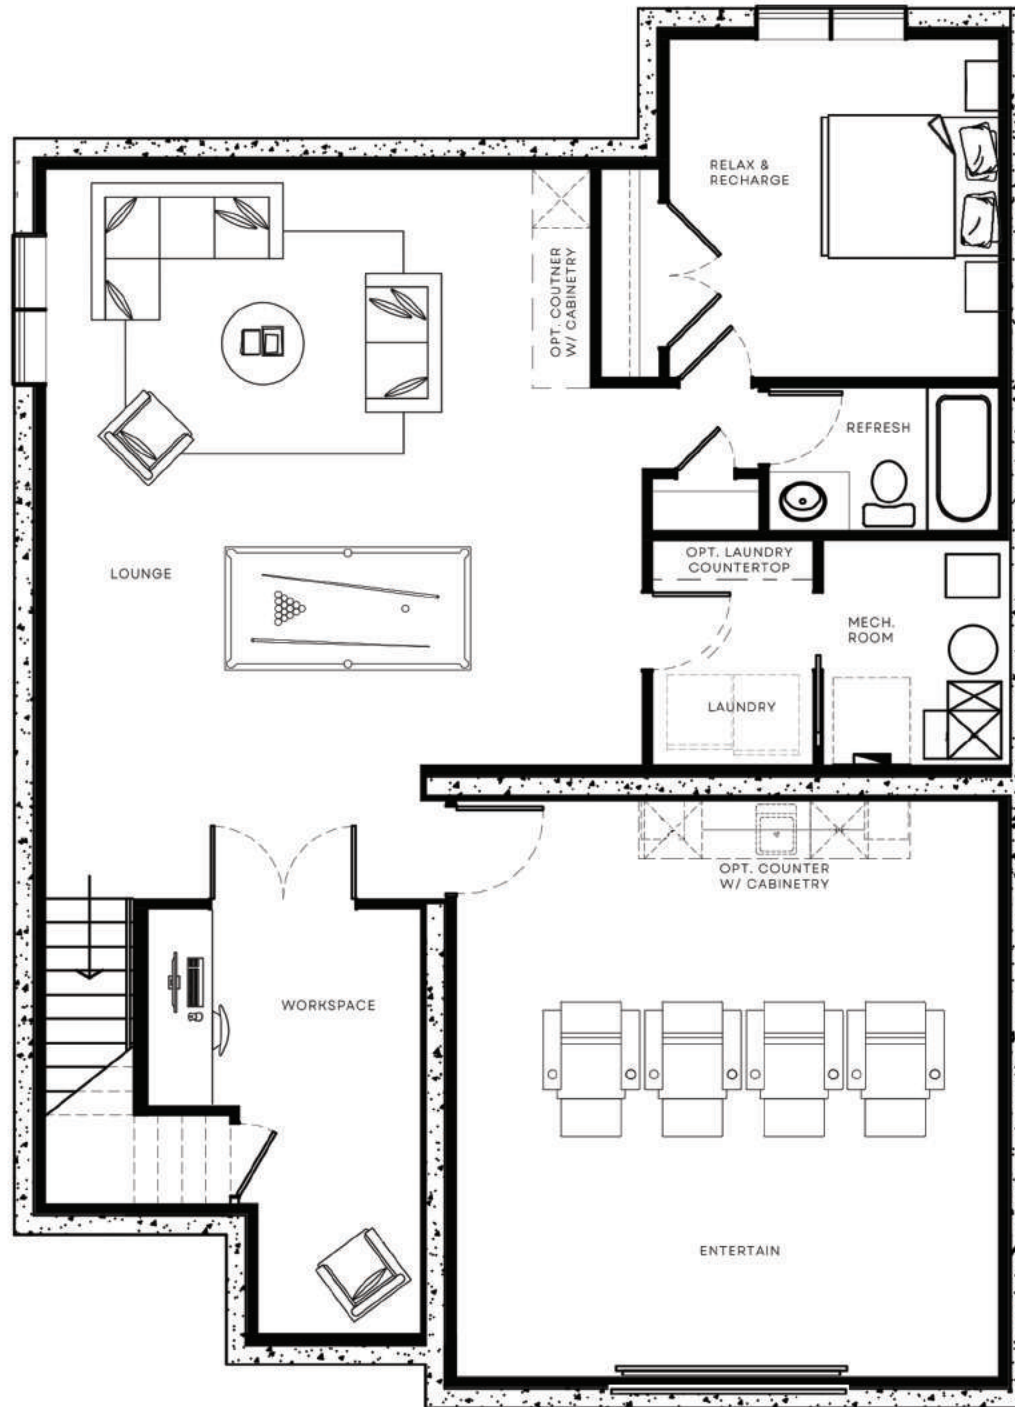 RELAX &
RECHARGE
OPT. COUTNER
W/ CABINETRY
REFRESH
LOUNGE
OPT. LAUNDRY
COUNTERTOP
MECH.
ROOM
LAUNDRY
OPT. COUNTER
W/ CABINETRY
WORKSPACE
ENTERTAIN